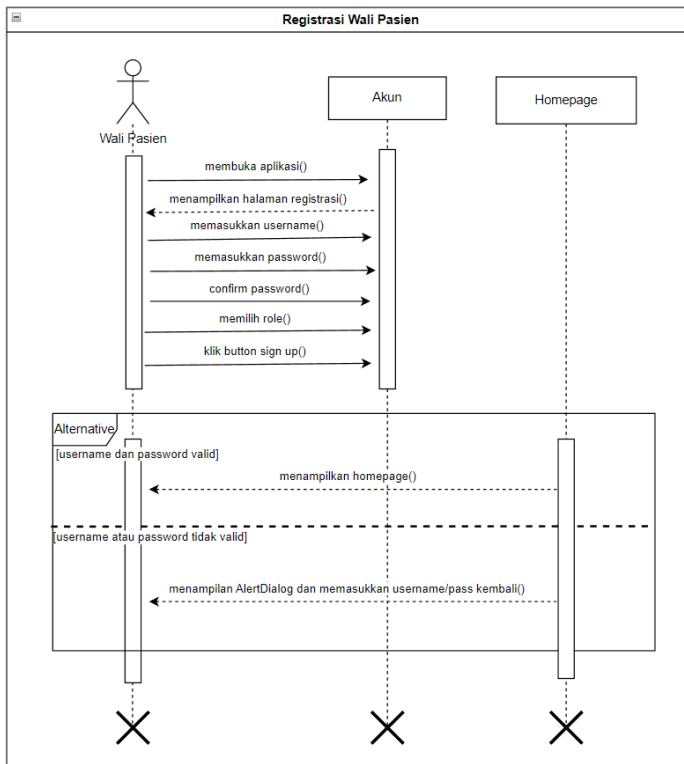 Registrasi Wali Pasien
Akun
Homepage
Wali Pasien
membuka aplikasi()
menampilkan halaman registrasi()
memasukkan username()
memasukkan password()
confirm password()
memilih role()
klik button sign up()
Alternative
[username dan password valid]
menampilkan homepage()
[username atau password tidak valid]
menampilan AlertDialog dan memasukkan username/pass kembali()